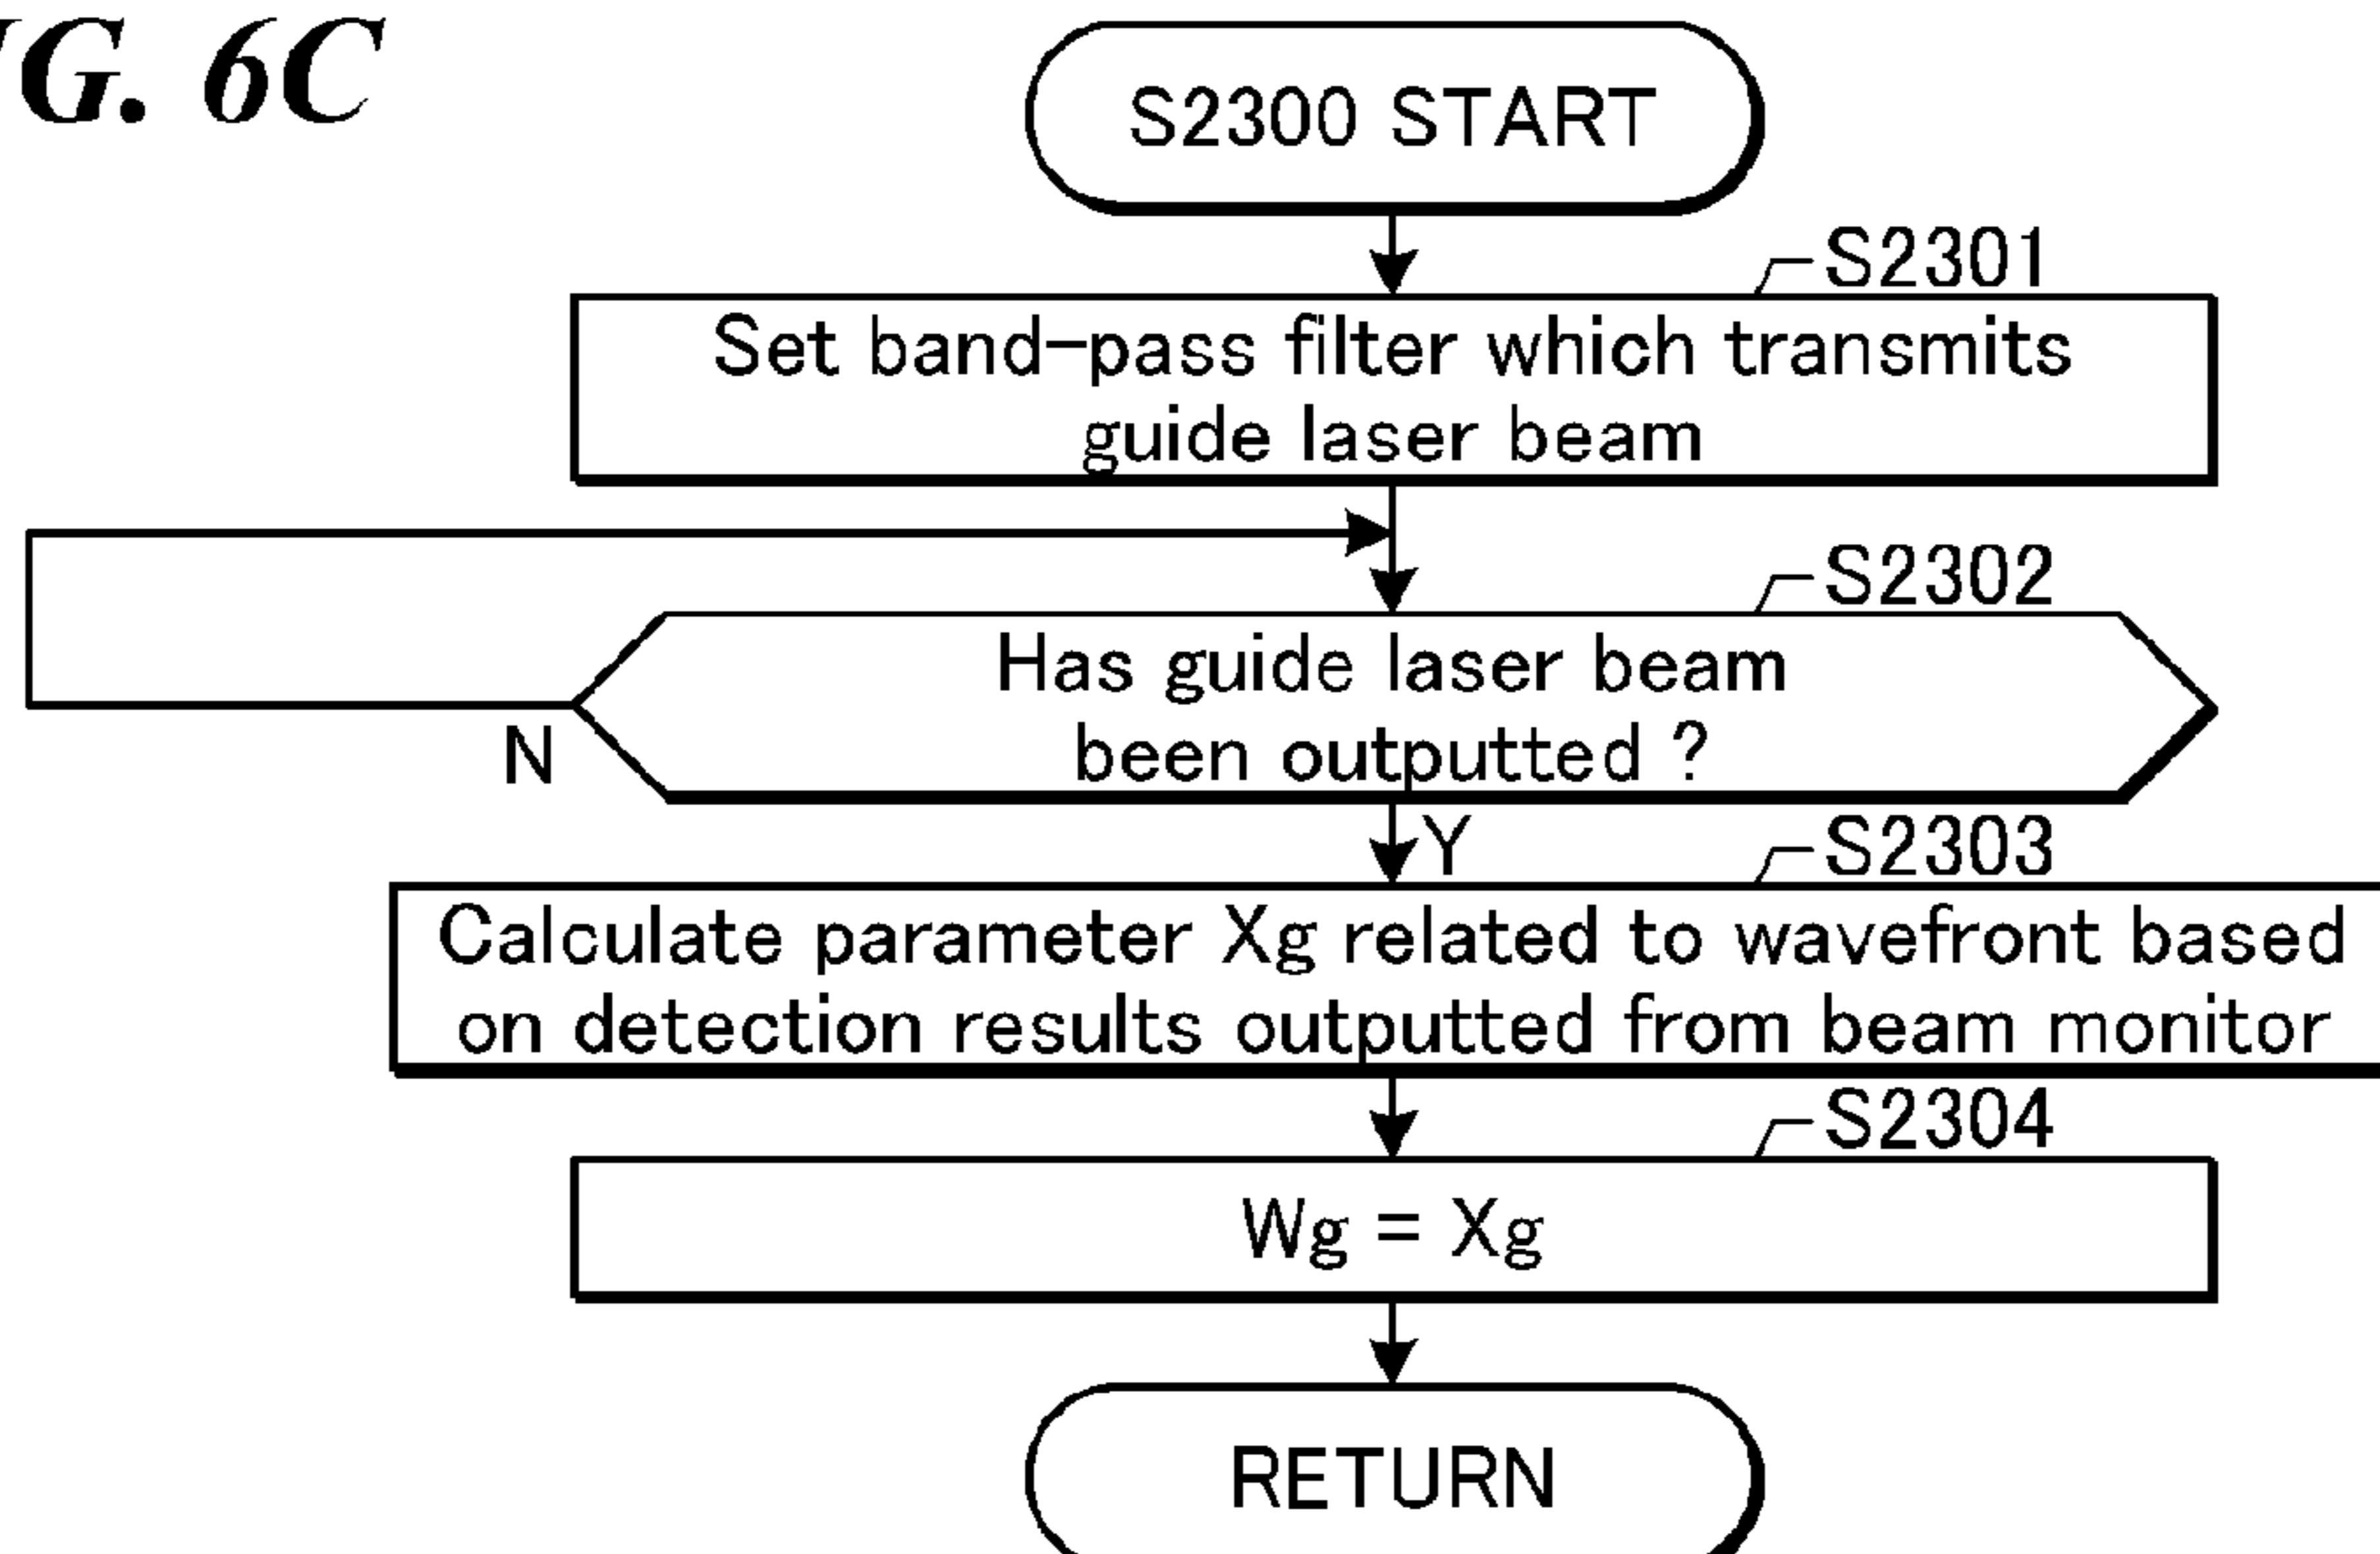 G. 6C
S2300 START
S2301
Set band-pass filter which transmits
guide laser beam
S2302
Has guide laser beam
been outputted ?
N
Y
S2303
Calculate parameter Xg related to wavefront based
on detection results outputted from beam monitor
S2304
Wg = Xg
RETURN